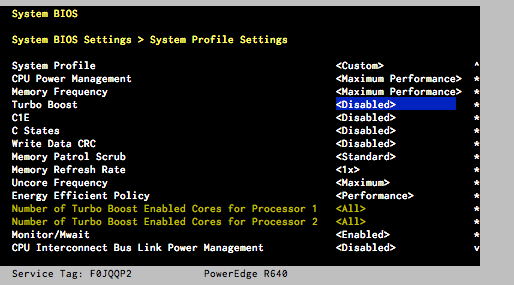 System BIOS
System BIOS Settings > System Profile Settings
System Profile <Custom> ^
CPU Power Management <Maximum Performance> *
Memory Frequency <Maximum Performance> *
Turbo Boost <Disabled> *
C1E <Disabled> *
C States <Disabled> *
Write Data CRC <Disabled> *
Memory Patrol Scrub <Standard> *
Memory Refresh Rate <1x> *
Uncore Frequency <Maximum> *
Energy Efficient Policy <Performance> *
Number of Turbo Boost Enabled Cores for Processor 1 <All> *
Number of Turbo Boost Enabled Cores for Processor 2 <All> *
Monitor/Mwait <Enabled> *
CPU Interconnect Bus Link Power Management <Disabled> v
Service Tag: F0JQQP2 PowerEdge R640